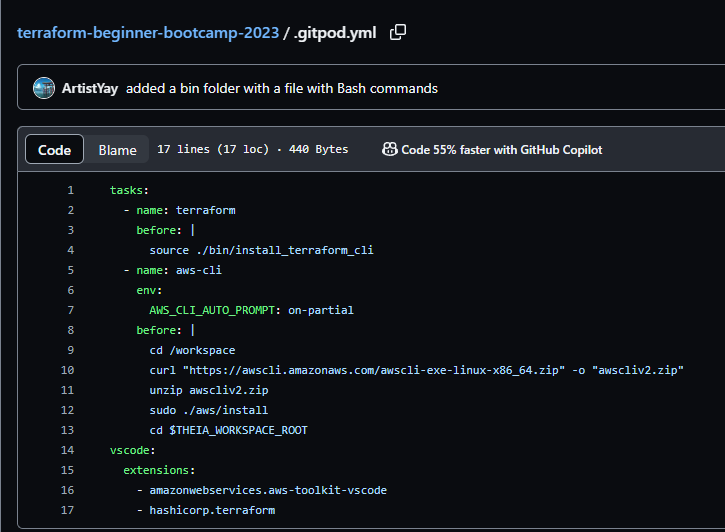 terraform-beginner-bootcamp-2023 / .gitpod.yml
ArtistYay added a bin folder with a file with Bash commands
Code Blame 17 lines (17 loc) · 440 Bytes Code 55% faster with GitHub Copilot
1 tasks:
2   - name: terraform
3     before: |
4       source ./bin/install_terraform_cli
5   - name: aws-cli
6     env:
7       AWS_CLI_AUTO_PROMPT: on-partial
8     before: |
9       cd /workspace
10       curl "https://awscli.amazonaws.com/awscli-exe-linux-x86_64.zip" -o "awscliv2.zip"
11       unzip awscliv2.zip
12       sudo ./aws/install
13       cd $THEIA_WORKSPACE_ROOT
14 vscode:
15   extensions:
16     - amazonwebservices.aws-toolkit-vscode
17     - hashicorp.terraform